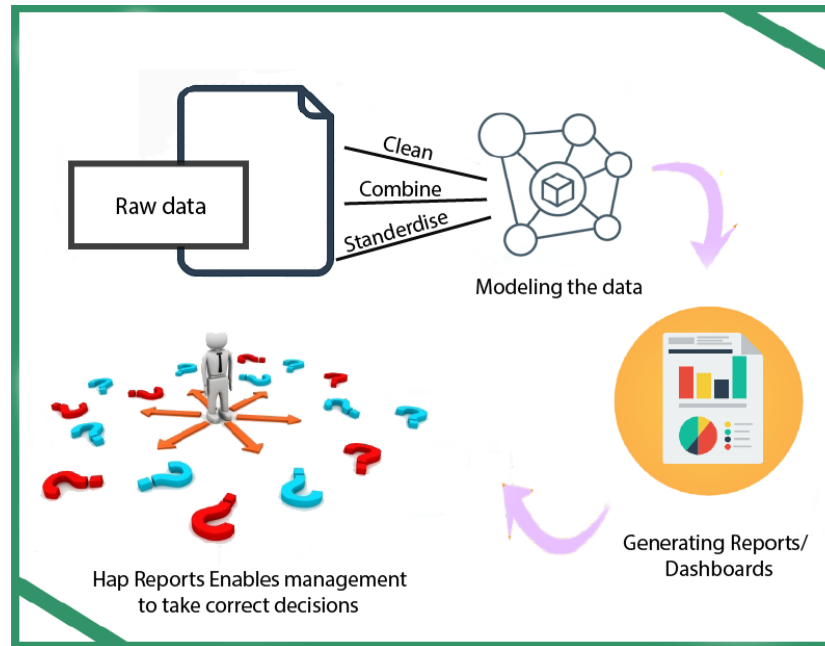 Raw data
Clean
Combine
Standerdise
Modeling the data
Generating Reports/
Dashboards
Hap Reports Enables management
to take correct decisions